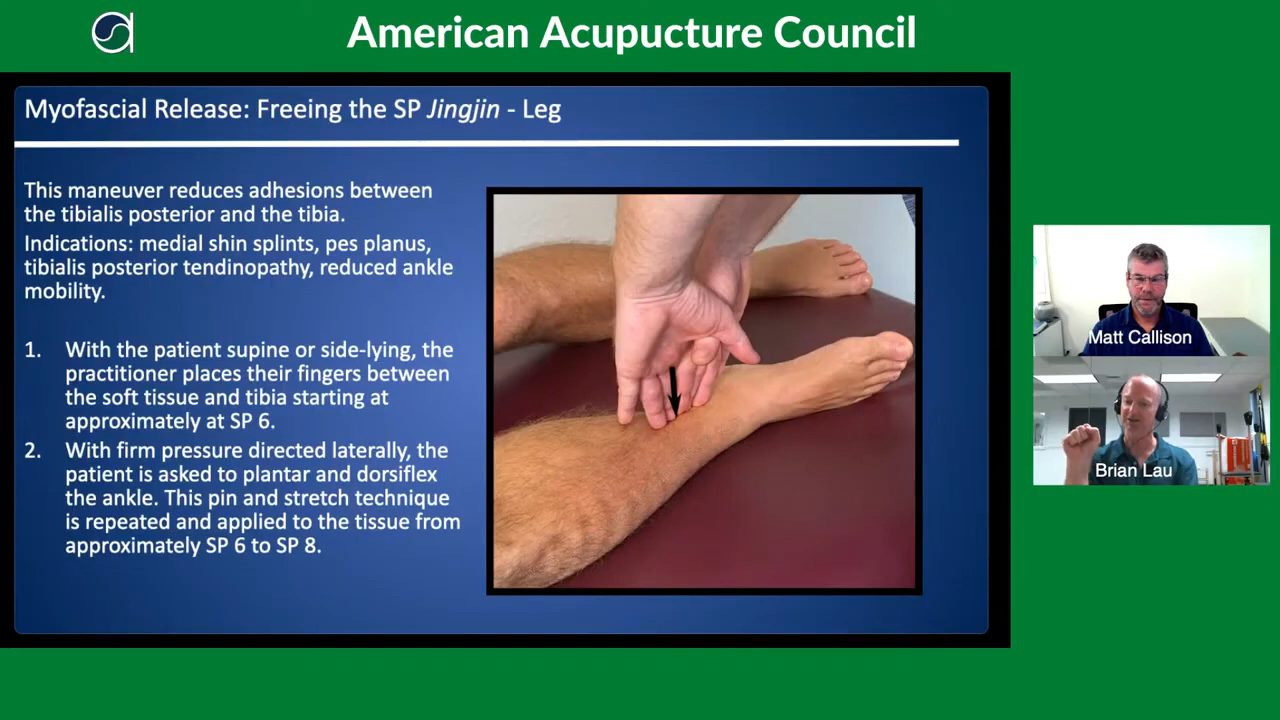 American Acupucture Council
Myofascial Release: Freeing the SP Jingjin - Leg
This maneuver reduces adhesions between
the tibialis posterior and the tibia.
Indications: medial shin splints, pes planus,
tibialis posterior tendinopathy, reduced ankle
mobility.
1. With the patient supine or side-lying, the
practitioner places their fingers between
the soft tissue and tibia starting at
approximately at SP 6.
2. With firm pressure directed laterally, the
patient is asked to plantar and dorsiflex
the ankle. This pin and stretch technique
is repeated and applied to the tissue from
approximately SP 6 to SP 8.
Matt Callison
Brian Lau